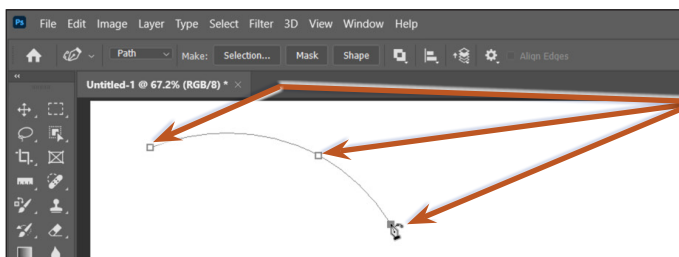 Ps File Edit Image Layer Type Select Filter 3D View Window Help
Path Make: Selection... Mask Shape Align Edges
Untitled-1 @ 67.2% (RGB/8) * ×